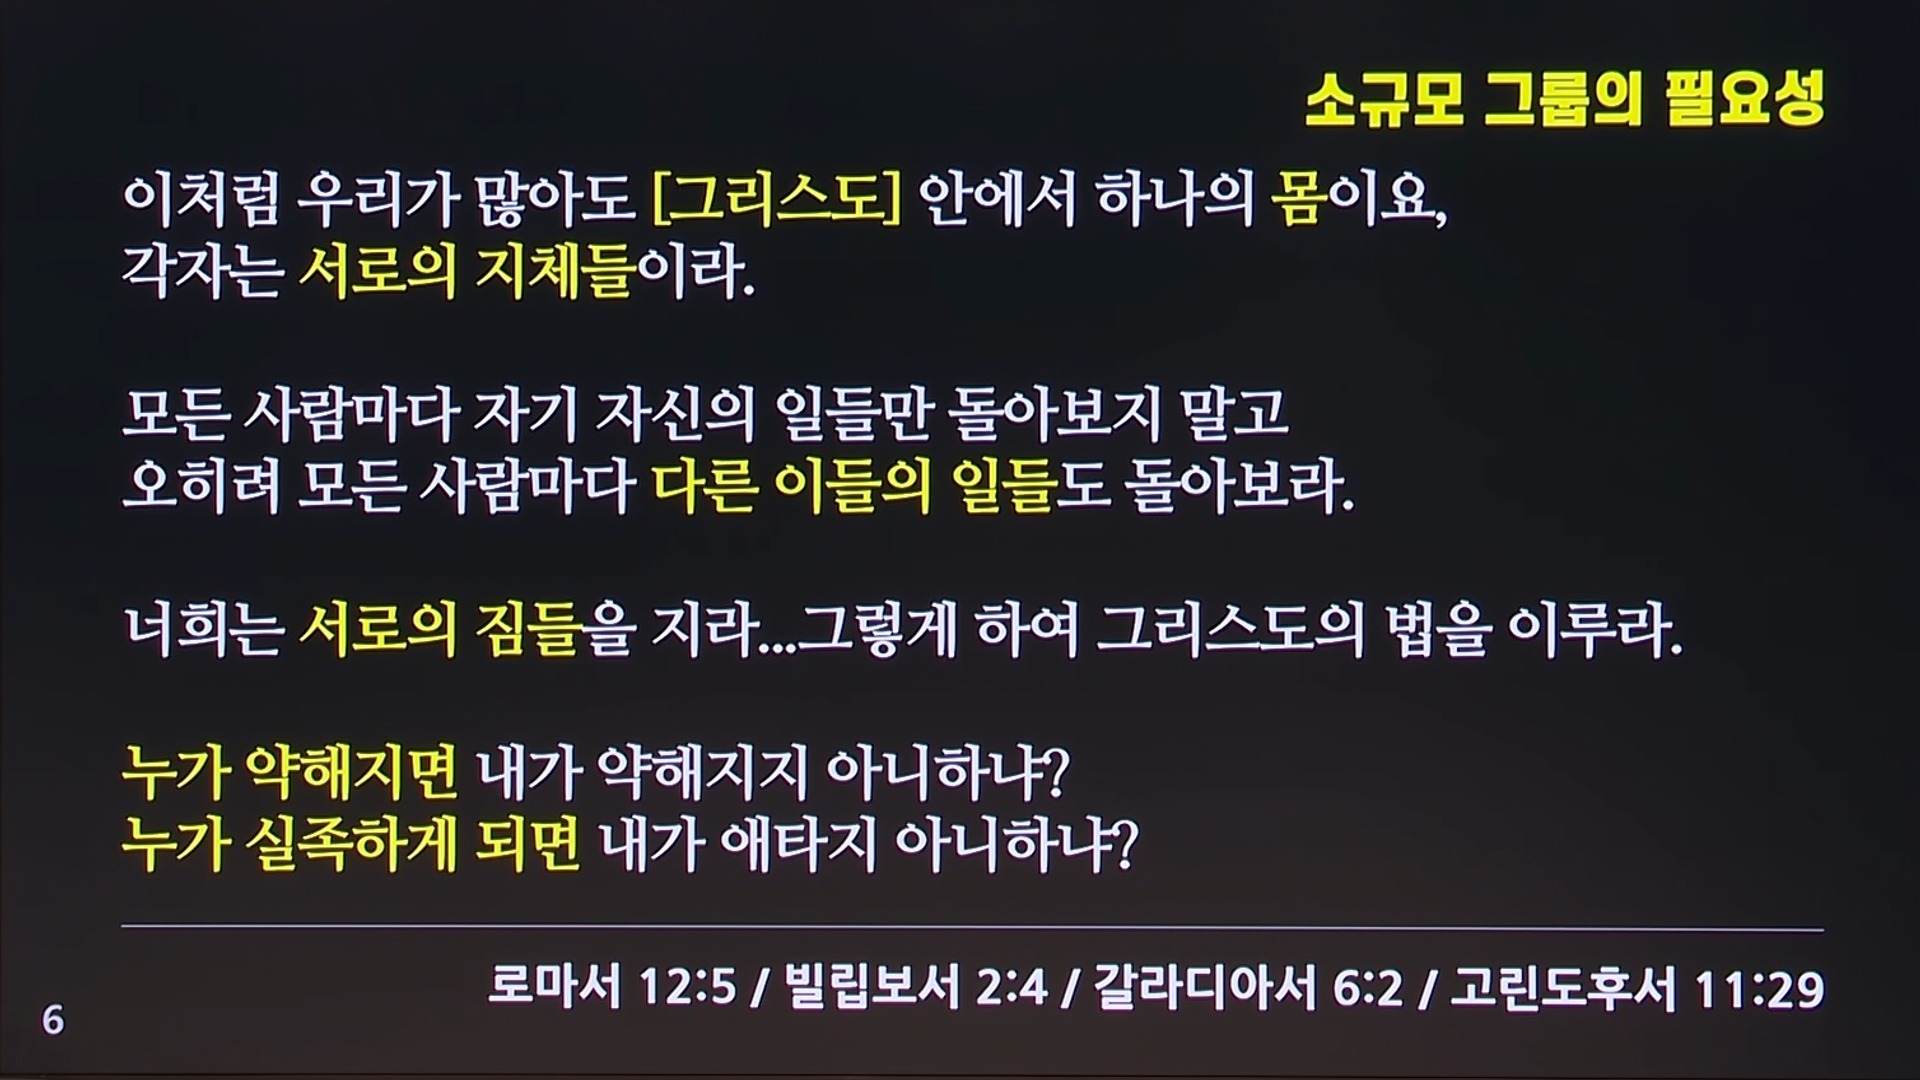 소규모 그룹의 필요성
이처럼 우리가 많아도 [그리스도] 안에서 하나의 몸이요,
각자는 서로의 지체들이라.
모든 사람마다 자기 자신의 일들만 돌아보지 말고
오히려 모든 사람마다 다른 이들의 일들도 돌아보라.
너희는 서로의 짐들을 지라...그렇게 하여 그리스도의 법을 이루라.
누가 약해지면 내가 약해지지 아니하냐?
누가 실족하게 되면 내가 애타지 아니하냐?
로마서 12:5 / 빌립보서 2:4 / 갈라디아서 6:2 / 고린도후서 11:29
6